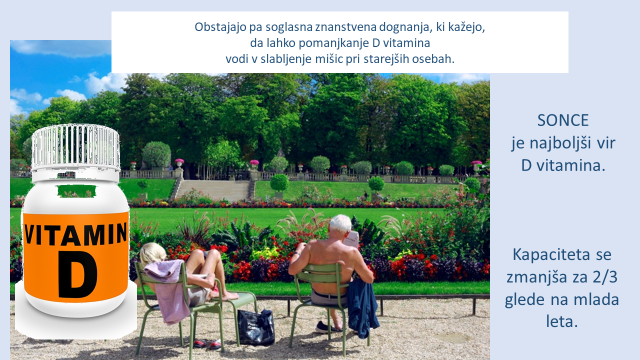 Obstajajo pa soglasna znanstvena dognanja, ki kažejo,
da lahko pomanjkanje D vitamina
vodi v slabljenje mišic pri starejših osebah.
SONCE
je najboljši vir
D vitamina.
VITAMIN
D
Kapaciteta se
zmanjša za 2/3
glede na mlada
leta.